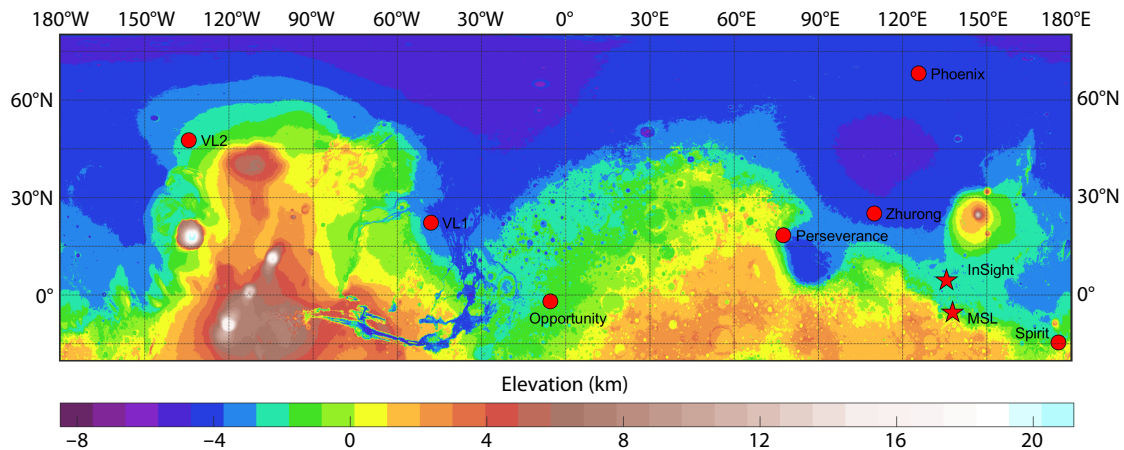 180°W 150°W 120°W 90°W 60°W 30°W 0° 30°E 60°E 90°E 120°E 150°E 180°E
Phoenix
60°N 60°N
VL2
30°N 30°N
VL1 Zhurong
Perseverance
InSight
0° 0°
Opportunity MSL
Spirit
Elevation (km)
−8 −4 0 4 8 12 16 20